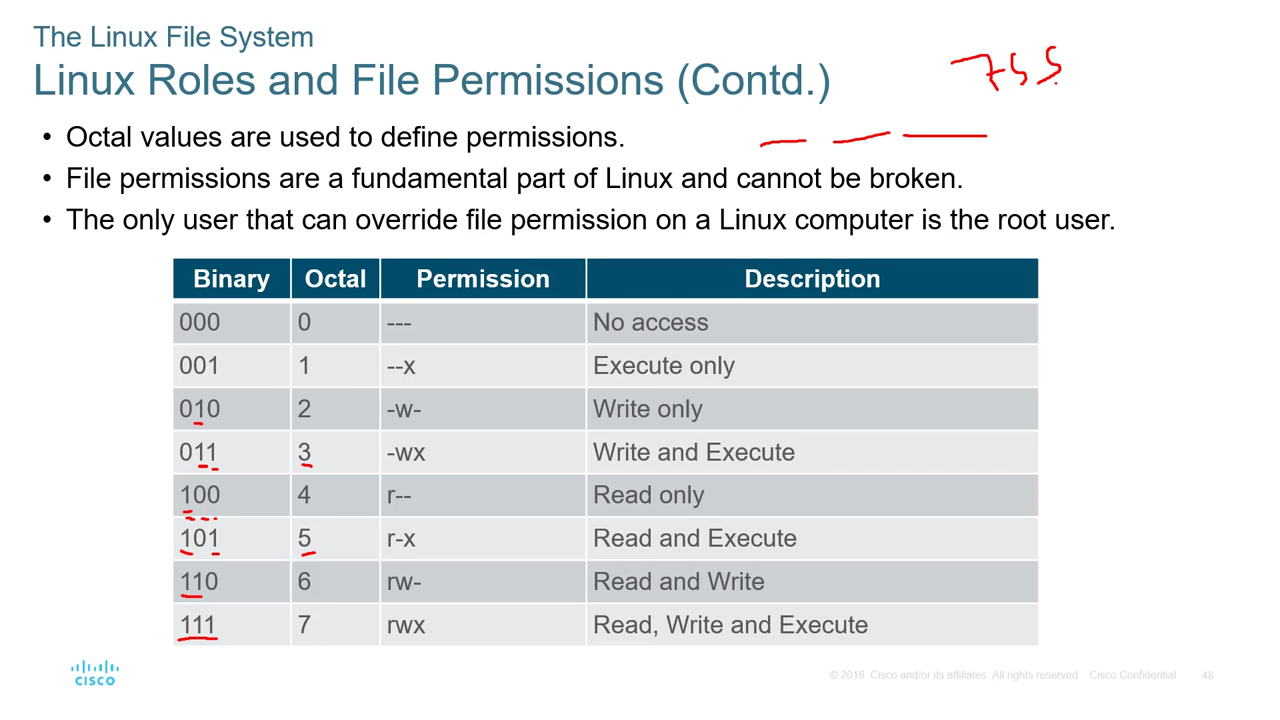 The Linux File System
Linux Roles and File Permissions (Contd.)
755
• Octal values are used to define permissions.
• File permissions are a fundamental part of Linux and cannot be broken.
• The only user that can override file permission on a Linux computer is the root user.
Binary Octal Permission Description
000 0 --- No access
001 1 --x Execute only
010 2 -w- Write only
011 3 -wx Write and Execute
100 4 r-- Read only
101 5 r-x Read and Execute
110 6 rw- Read and Write
111 7 rwx Read, Write and Execute
CISCO
© 2016 Cisco and/or its affiliates. All rights reserved. Cisco Confidential 48